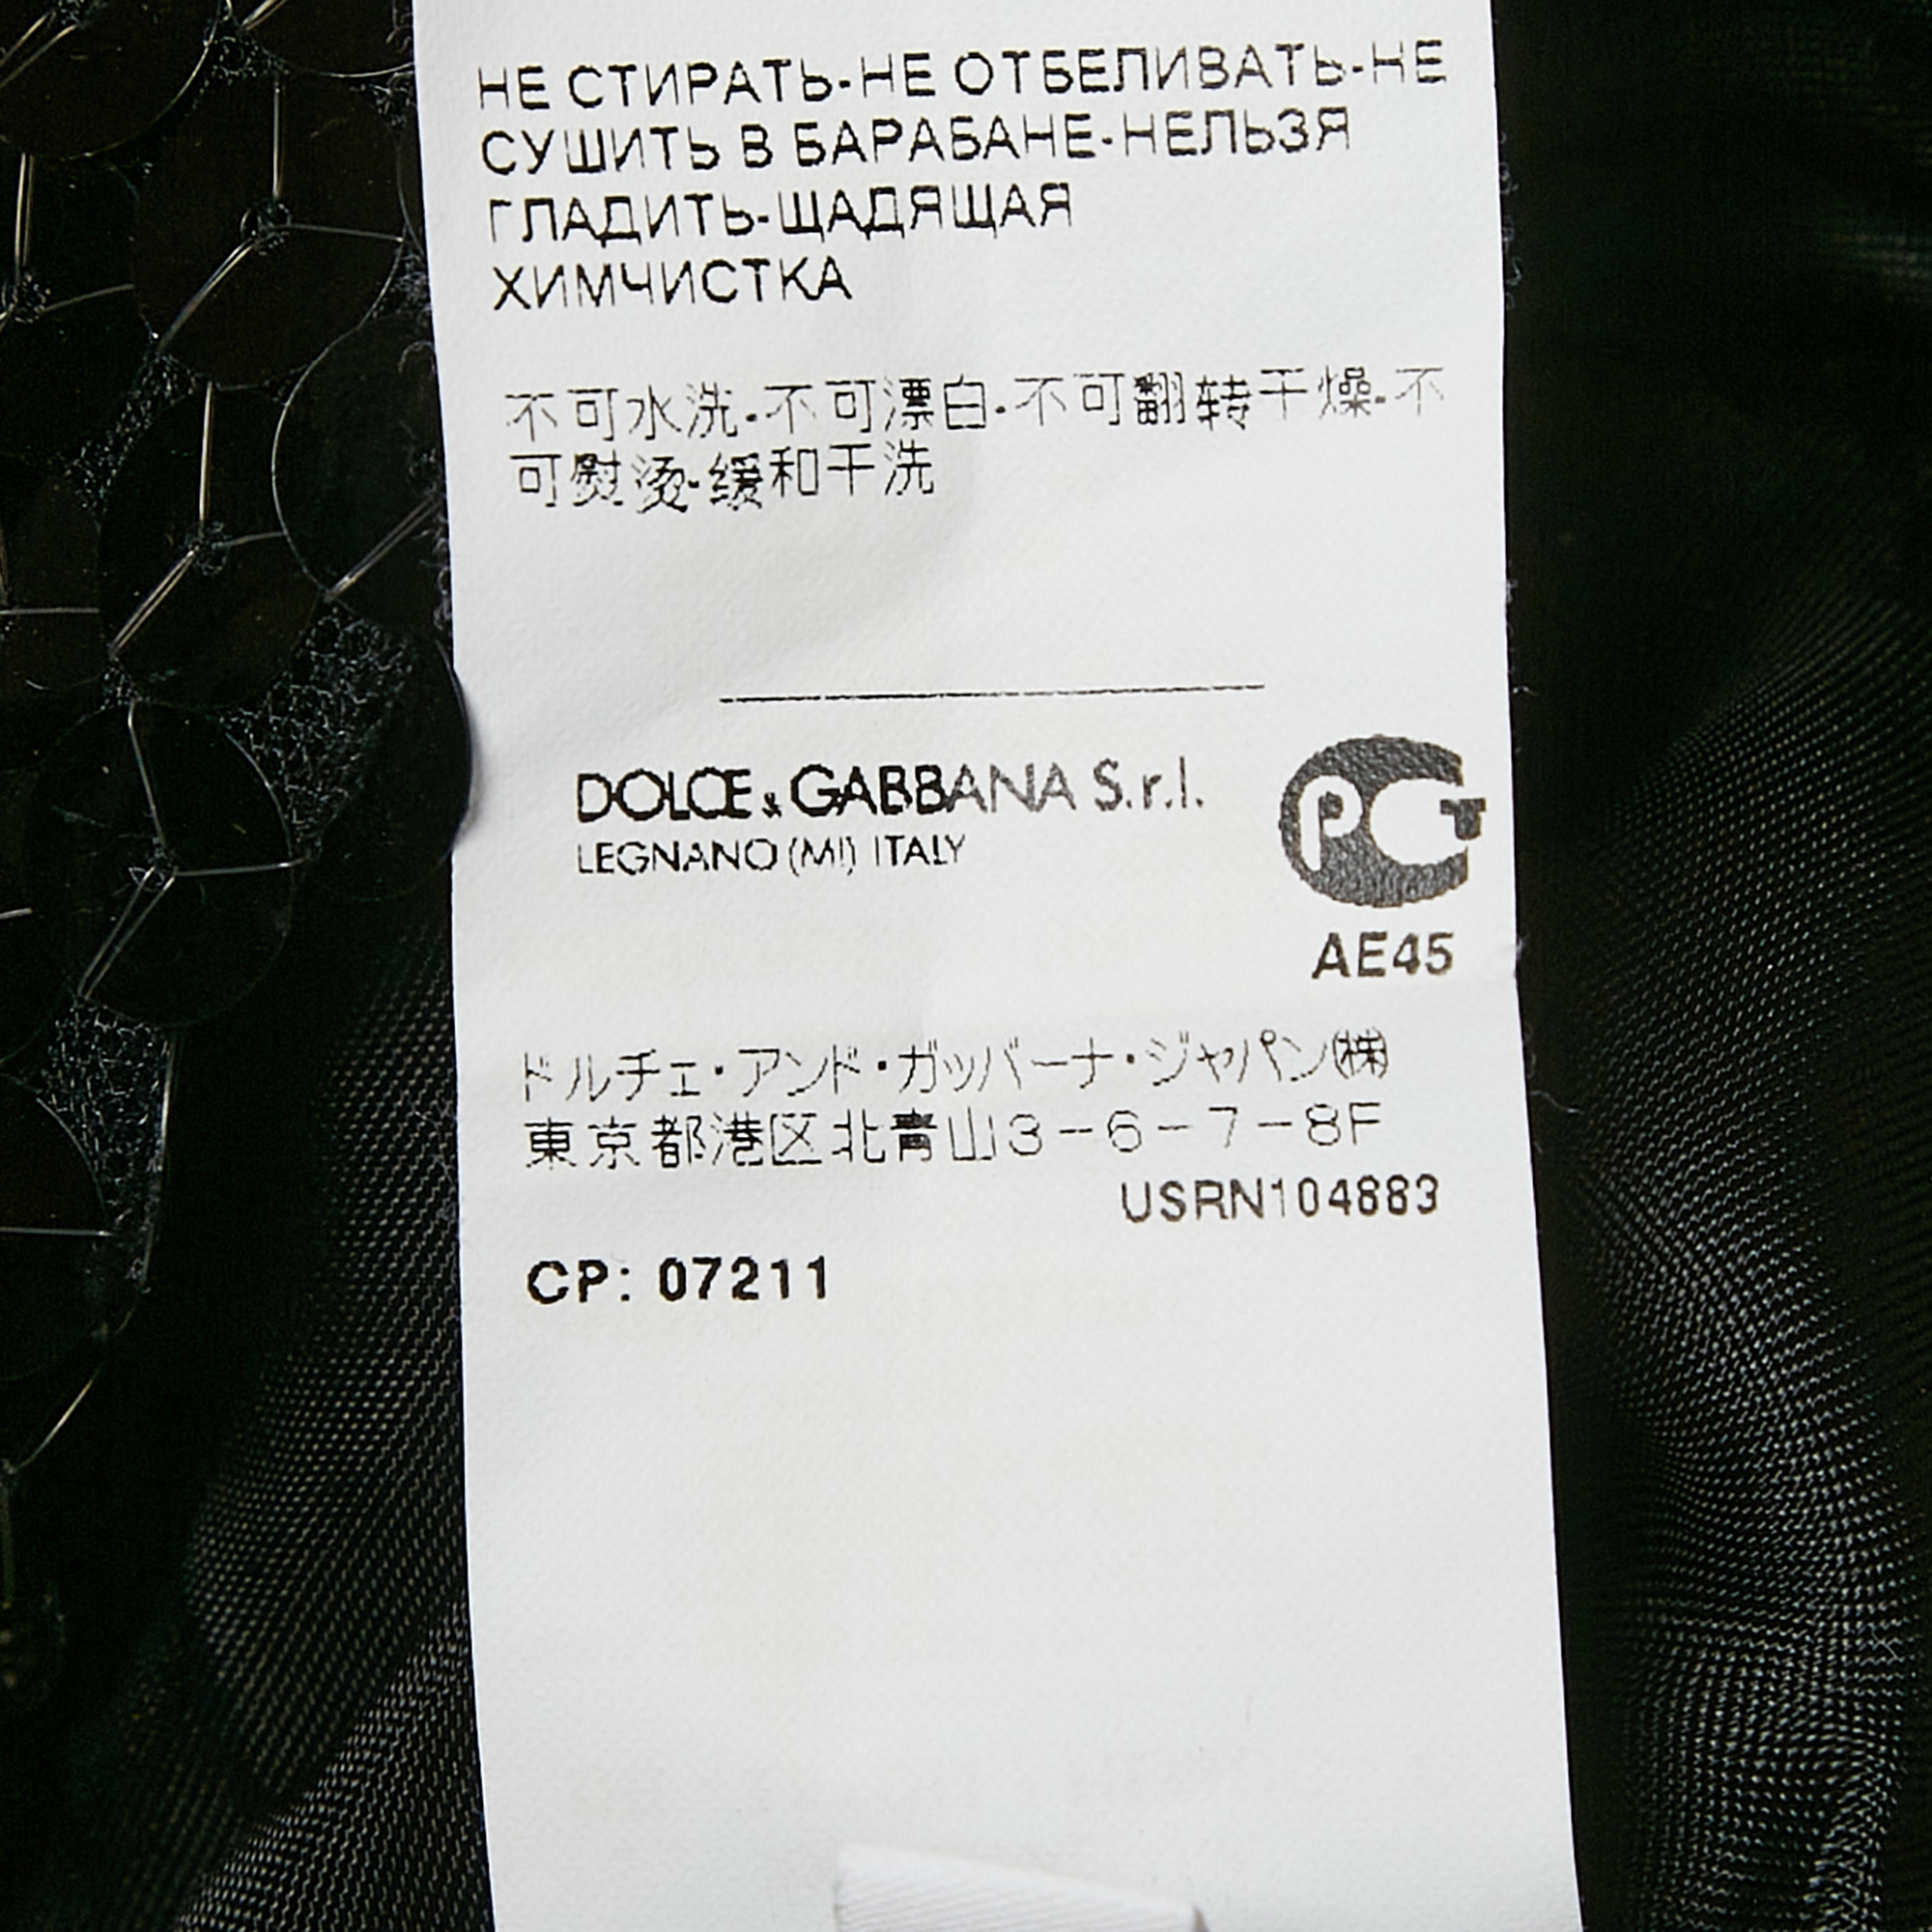 НЕ СТИРАТЬ-НЕ ОТБЕЛИВАТЬ-НЕ
СУШИТЬ В БАРАБАНЕ-НЕЛЬЗЯ
ГЛАДИТЬ-ЩАДЯЩАЯ
ХИМЧИСТКА
不可水洗-不可漂白-不可翻转干燥-不
可熨烫-缓和干洗
DOLCE & GABBANA S.r.l.
LEGNANO (MI) ITALY
РСТ
AE45
ドルチェ・アンド・ガッバーナ・ジャパン㈱
東京都港区北青山3-6-7-8F
USRN104883
CP: 07211